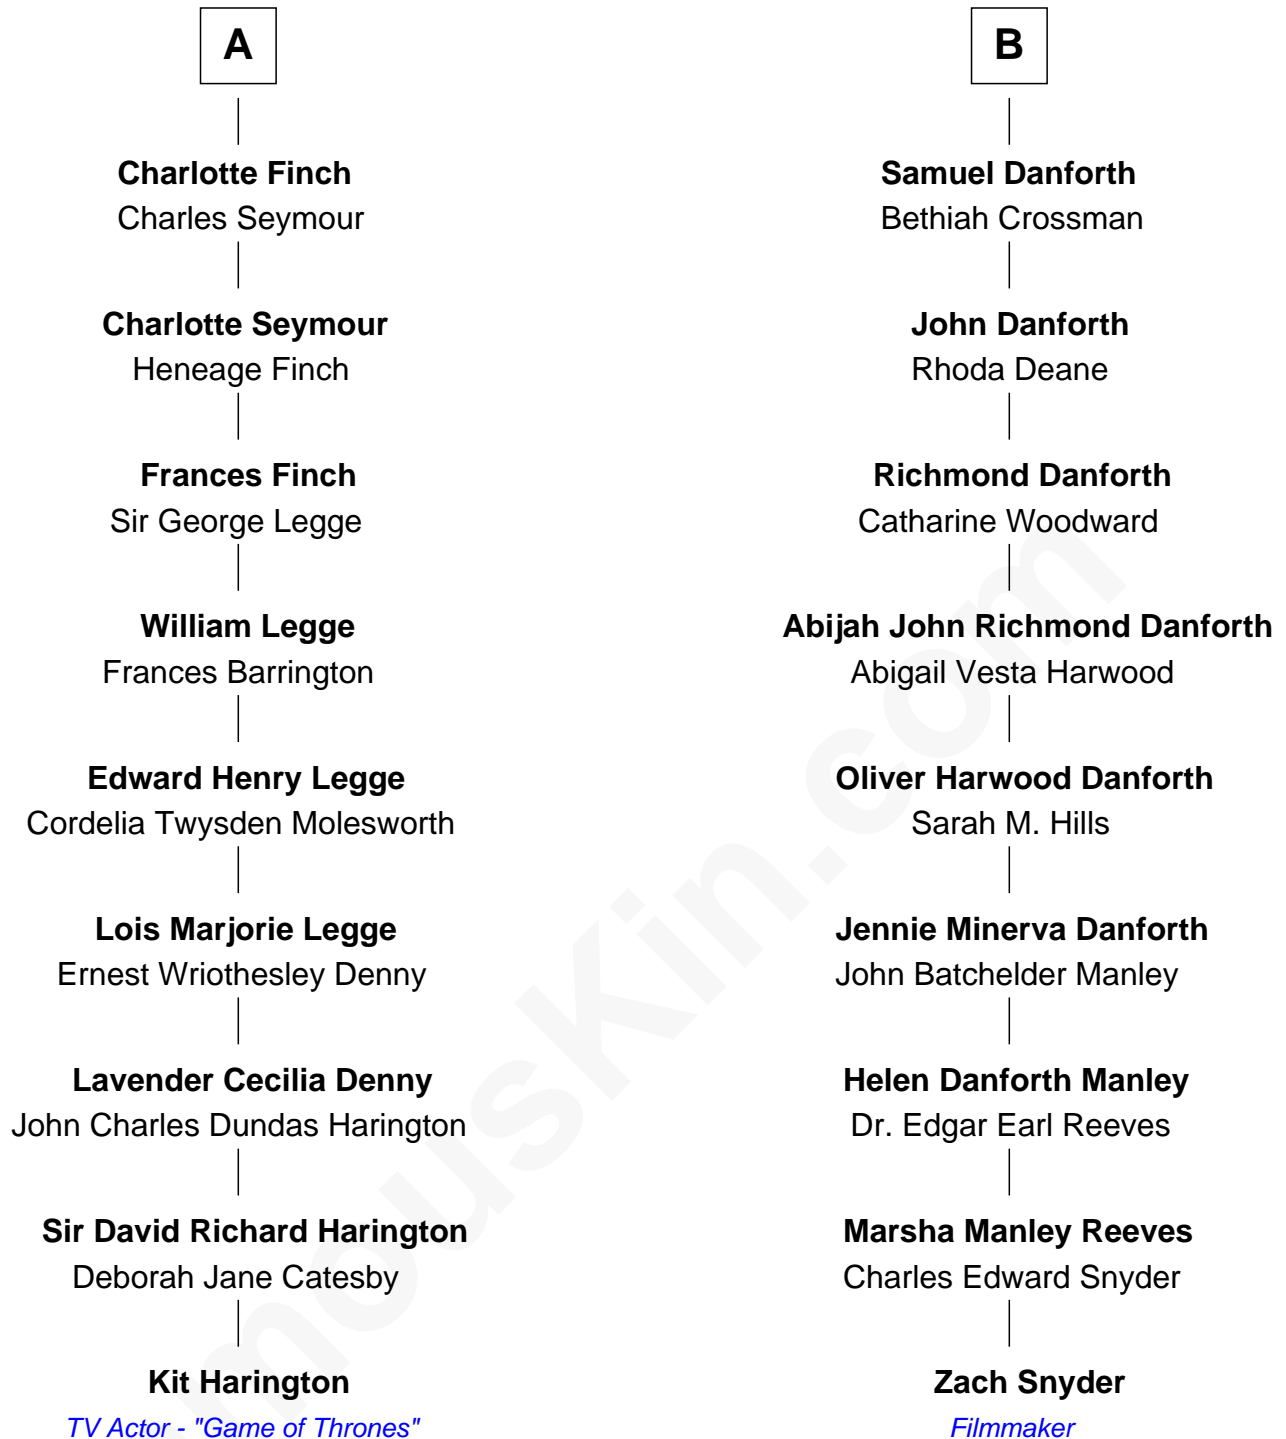 A
Charlotte Finch
Charles Seymour
Charlotte Seymour
Heneage Finch
Frances Finch
Sir George Legge
William Legge
Frances Barrington
Edward Henry Legge
Cordelia Twysden Molesworth
Lois Marjorie Legge
Ernest Wriothesley Denny
Lavender Cecilia Denny
John Charles Dundas Harington
Sir David Richard Harington
Deborah Jane Catesby
Kit Harington
TV Actor - "Game of Thrones"
B
Samuel Danforth
Bethiah Crossman
John Danforth
Rhoda Deane
Richmond Danforth
Catharine Woodward
Abijah John Richmond Danforth
Abigail Vesta Harwood
Oliver Harwood Danforth
Sarah M. Hills
Jennie Minerva Danforth
John Batchelder Manley
Helen Danforth Manley
Dr. Edgar Earl Reeves
Marsha Manley Reeves
Charles Edward Snyder
Zach Snyder
Filmmaker
mouskin.com